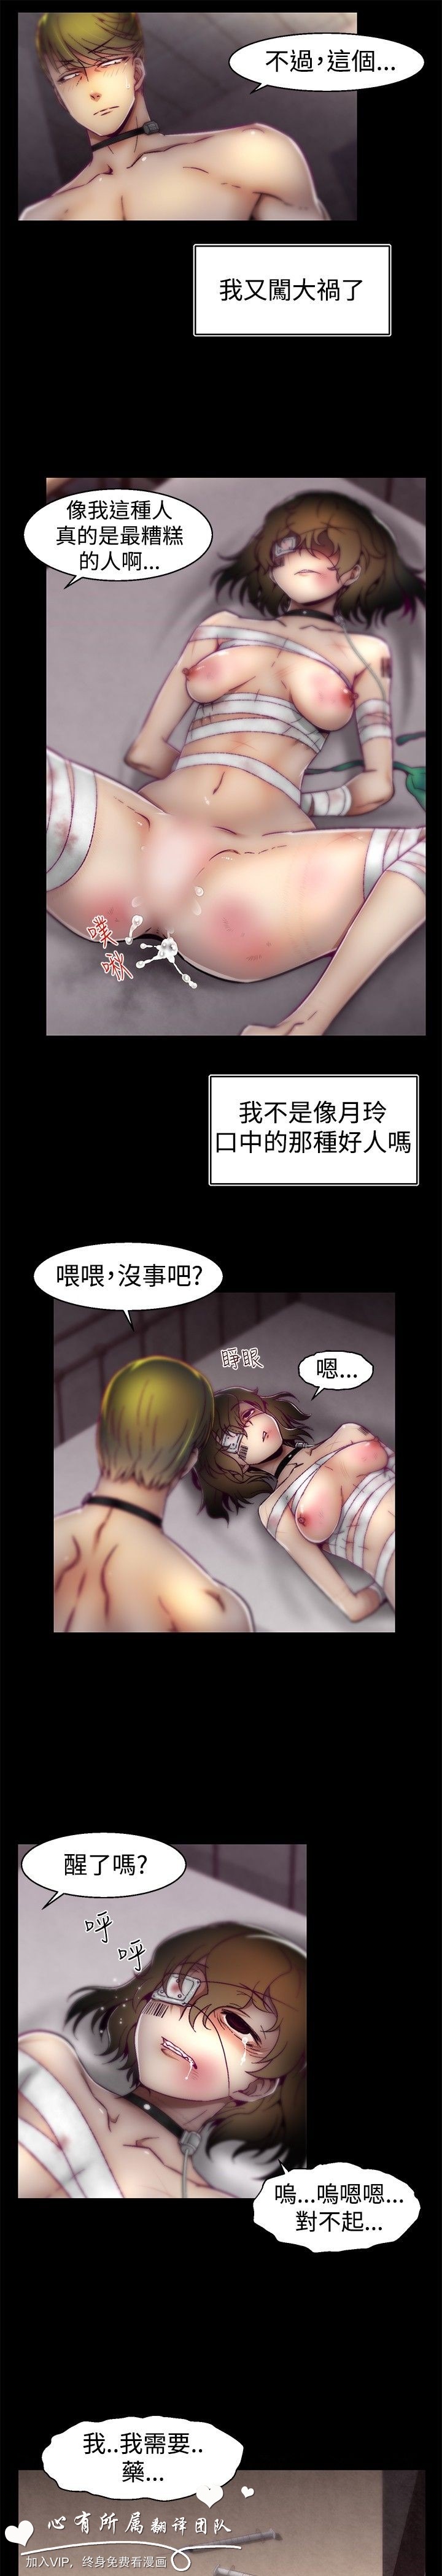 不過，這個…
我又闖大禍了
像我這種人
真的是最糟糕
的人啊…
噗
啾
我不是像月玲
口中的那種好人嗎
喂喂，沒事吧?
睜眼
嗯…
醒了嗎?
呼
呼
嗚…嗚嗯嗯…
對不起…
我..我需要..
藥…
心有所属翻译团队
加入VIP，终身免费看漫画